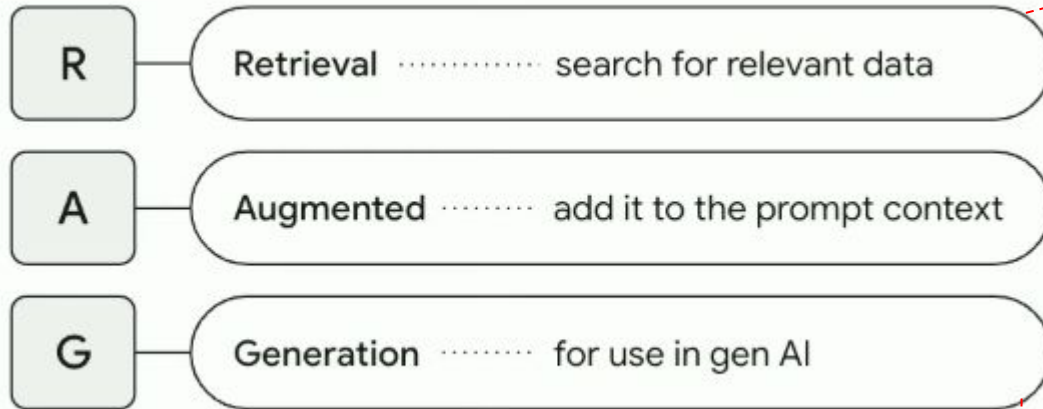 R Retrieval ·············· search for relevant data
A Augmented ········· add it to the prompt context
G Generation ········· for use in gen AI